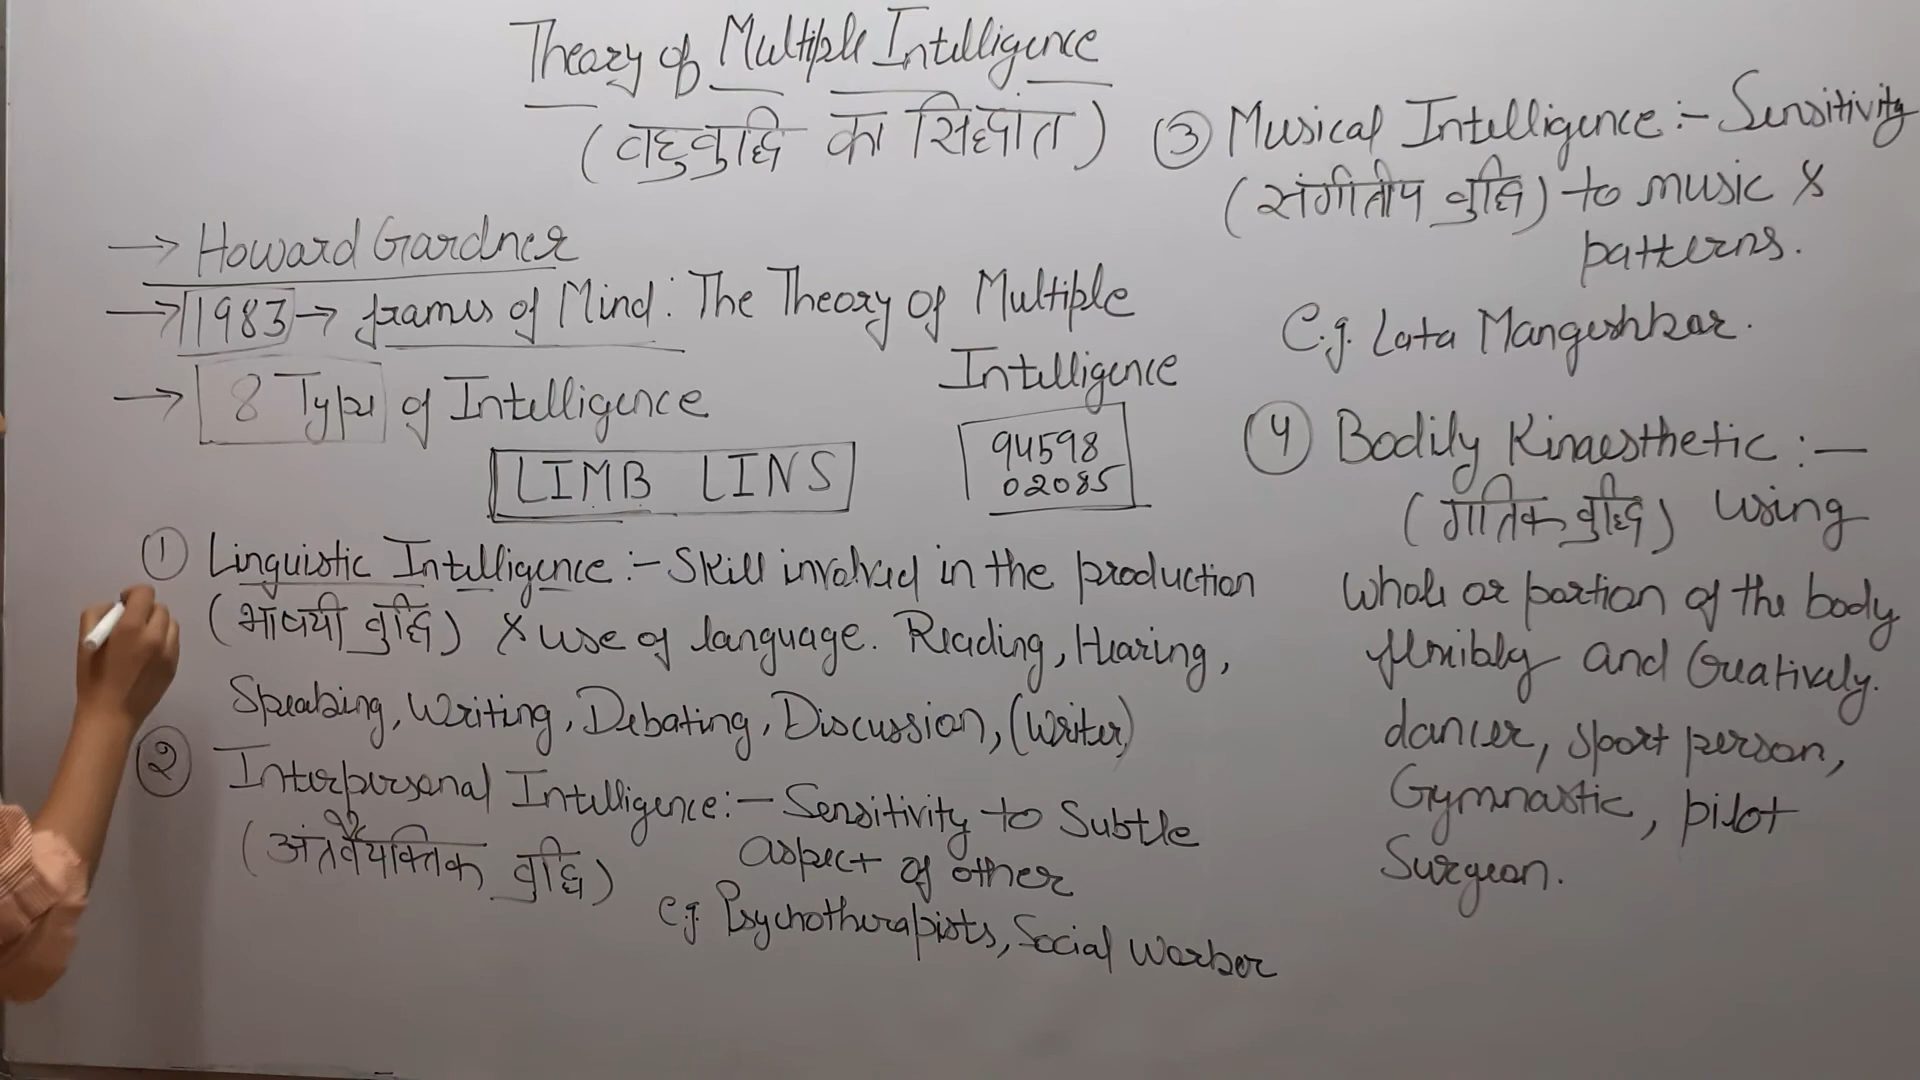 Theory of Multiple Intelligence
(बहुबुद्धि का सिद्धांत)
→ Howard Gardner
→ 1983 → frames of Mind: The Theory of Multiple
Intelligence
→ 8 Type of Intelligence
LIMB LINS
94598
02085
① Linguistic Intelligence :- Skill involved in the production
(भाषयी बुद्धि) & use of language. Reading, Hearing,
Speaking, Writing, Debating, Discussion, (Writer)
② Interpersonal Intelligence :- Sensitivity to Subtle
(अंतर्वैयक्तिक बुद्धि) aspect of other
e.g. Psychotherapists, Social Worker
③ Musical Intelligence :- Sensitivity
(संगीतीय बुद्धि) to music &
patterns.
e.g. Lata Mangeshkar.
④ Bodily Kinaesthetic :-
(गतिक बुद्धि) using
whole or portion of the body
flexibly and Creatively.
dancer, sport person,
Gymnastic, pilot
Surgeon.